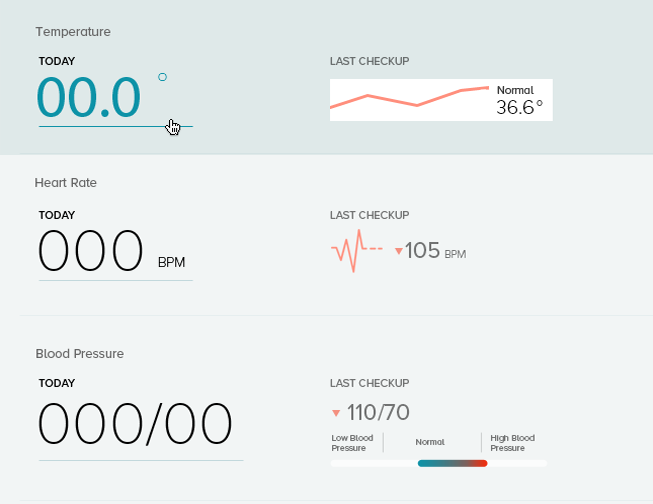 Temperature
TODAY
LAST CHECKUP
00.0 °
Normal
36.6°
Heart Rate
TODAY
LAST CHECKUP
000 BPM
105 BPM
Blood Pressure
TODAY
LAST CHECKUP
000/00
110/70
Low Blood Pressure
Normal
High Blood Pressure